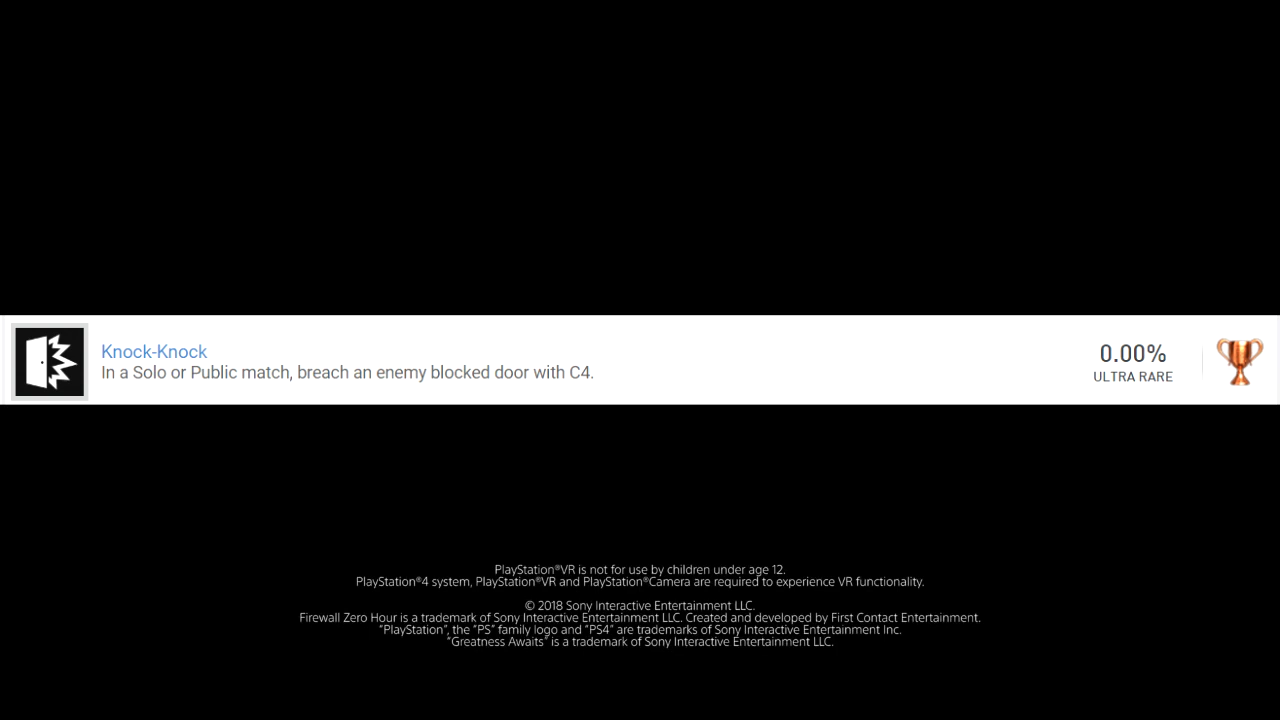 Knock-Knock
In a Solo or Public match, breach an enemy blocked door with C4.
0.00%
ULTRA RARE
PlayStation®VR is not for use by children under age 12.
PlayStation®4 system, PlayStation®VR and PlayStation®Camera are required to experience VR functionality.
© 2018 Sony Interactive Entertainment LLC.
Firewall Zero Hour is a trademark of Sony Interactive Entertainment LLC. Created and developed by First Contact Entertainment.
“PlayStation”, the “PS” family logo and “PS4” are trademarks of Sony Interactive Entertainment Inc.
“Greatness Awaits” is a trademark of Sony Interactive Entertainment LLC.